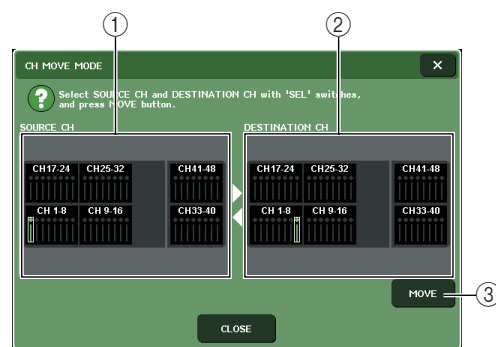 ① ②
CH MOVE MODE ×
? Select SOURCE CH and DESTINATION CH with 'SEL' switches,
and press MOVE button.
SOURCE CH DESTINATION CH
CH17-24 CH25-32 CH41-48 CH17-24 CH25-32 CH41-48
CH 1-8 CH 9-16 CH33-40 CH 1-8 CH 9-16 CH33-40
MOVE ③
CLOSE